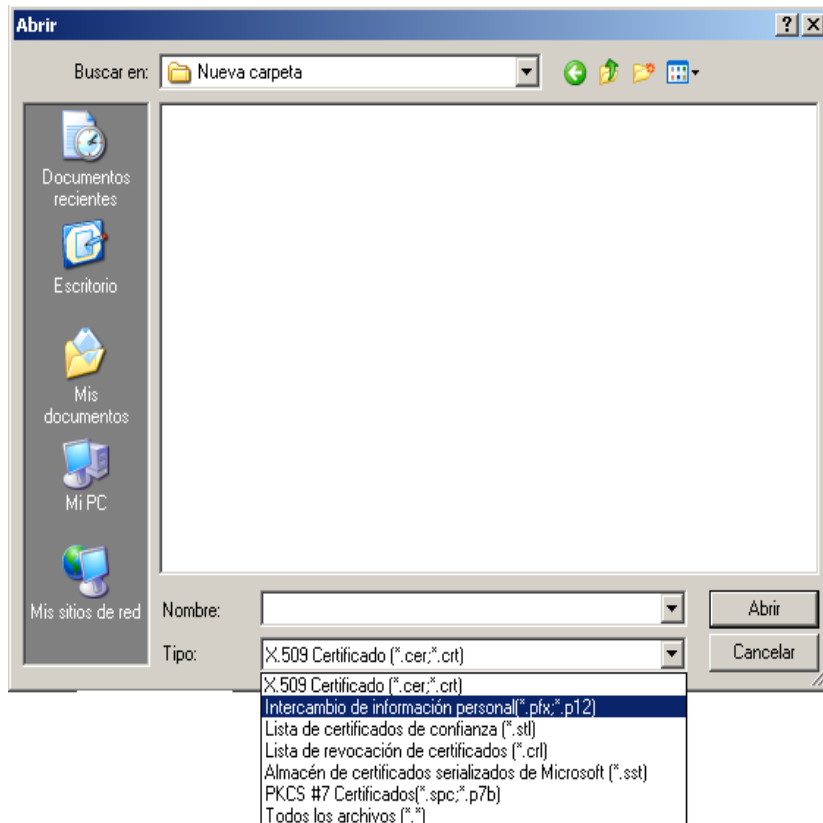 Abrir
Buscar en:
Nueva carpeta
Documentos
recientes
Escritorio
Mis
documentos
Mi PC
Mis sitios de red
Nombre:
Abrir
Tipo:
X.509 Certificado (*.cer;*.crt)
Cancelar
X.509 Certificado (*.cer;*.crt)
Intercambio de información personal(*.pfx;*.p12)
Lista de certificados de confianza (*.stl)
Lista de revocación de certificados (*.crl)
Almacén de certificados serializados de Microsoft (*.sst)
PKCS #7 Certificados(*.spc;*.p7b)
Todos los archivos (*.*)